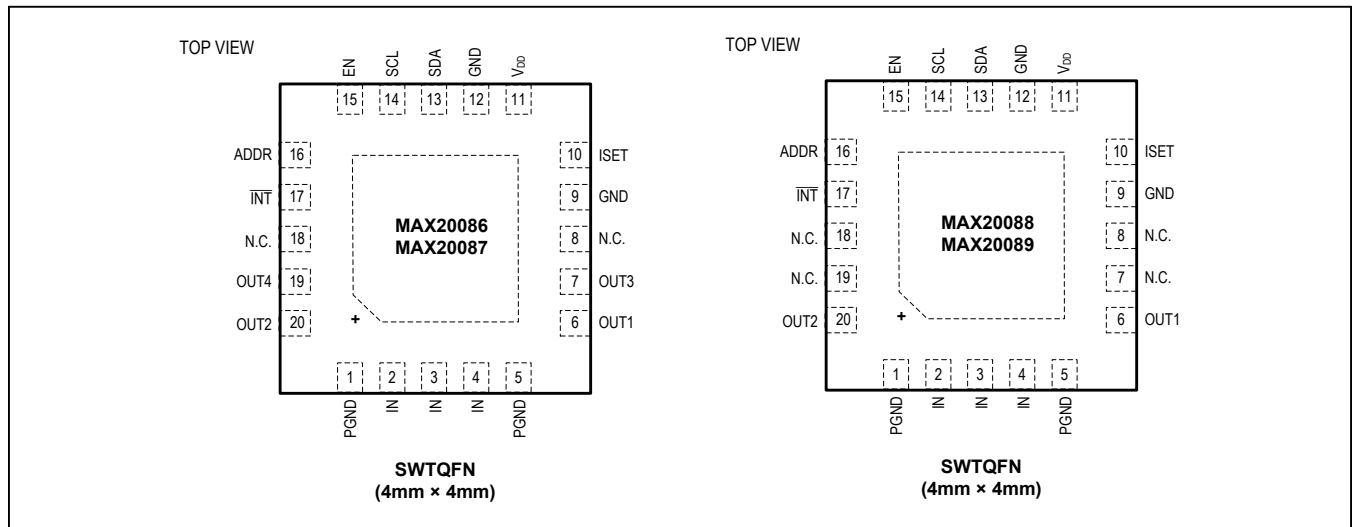 TOP VIEW
EN SCL SDA GND VDD
15 14 13 12 11
ADDR 16 10 ISET
INT 17 9 GND
N.C. 18 8 N.C.
OUT4 19 7 OUT3
OUT2 20 6 OUT1
MAX20086
MAX20087
+
1 2 3 4 5
PGND IN IN IN PGND
SWTQFN
(4mm × 4mm)
TOP VIEW
EN SCL SDA GND VDD
15 14 13 12 11
ADDR 16 10 ISET
INT 17 9 GND
N.C. 18 8 N.C.
N.C. 19 7 N.C.
OUT2 20 6 OUT1
MAX20088
MAX20089
+
1 2 3 4 5
PGND IN IN IN PGND
SWTQFN
(4mm × 4mm)